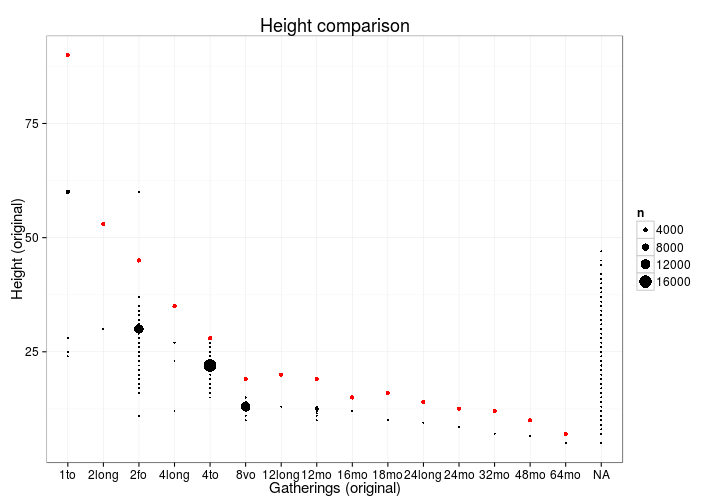 Height comparison
Height (original)
75
50
25
1to 2long 2to 4long 4to 8vo 12long 12mo 16mo 18mo 24long 24mo 32mo 48mo 64mo NA
Gatherings (original)
n
4000
8000
12000
16000